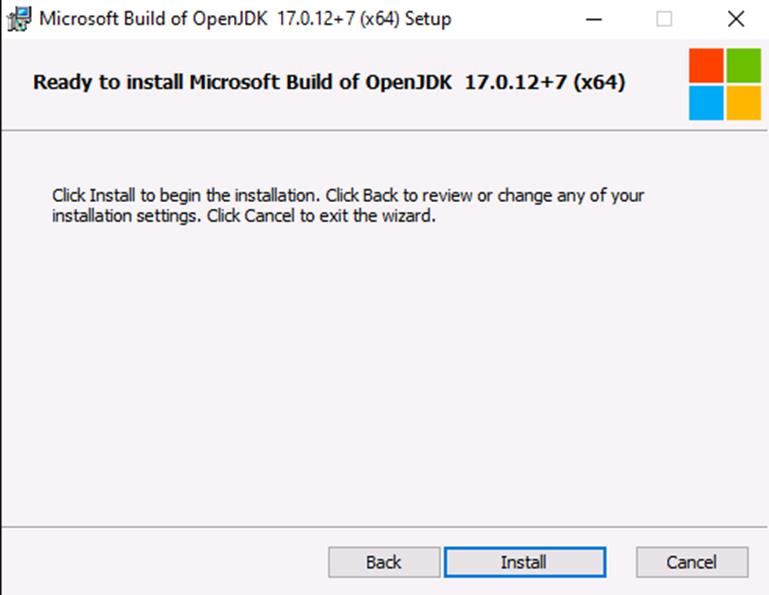 Microsoft Build of OpenJDK  17.0.12+7 (x64) Setup
Ready to install Microsoft Build of OpenJDK  17.0.12+7 (x64)
Click Install to begin the installation. Click Back to review or change any of your
installation settings. Click Cancel to exit the wizard.
Back Install Cancel